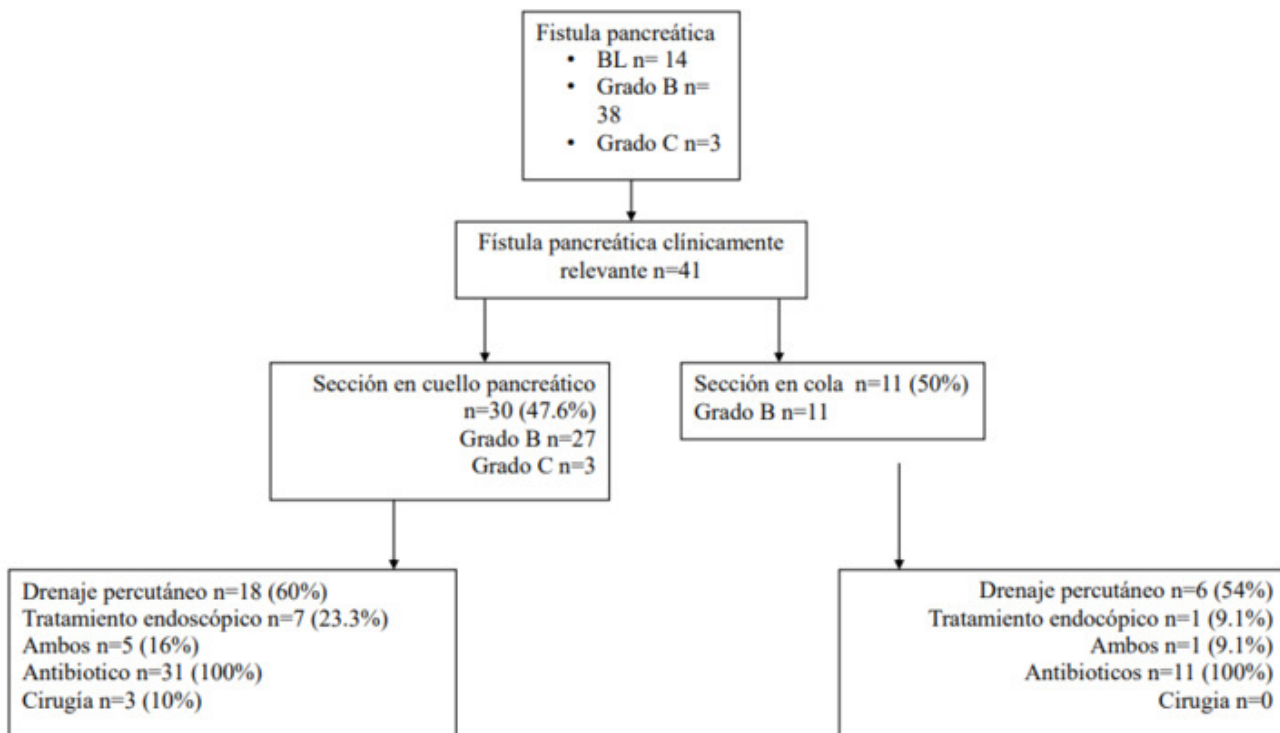 Fistula pancreática
• BL n= 14
• Grado B n=
38
• Grado C n=3
Fístula pancreática clínicamente
relevante n=41
Sección en cuello pancreático
n=30 (47.6%)
Grado B n=27
Grado C n=3
Sección en cola n=11 (50%)
Grado B n=11
Drenaje percutáneo n=18 (60%)
Tratamiento endoscópico n=7 (23.3%)
Ambos n=5 (16%)
Antibiotico n=31 (100%)
Cirugía n=3 (10%)
Drenaje percutáneo n=6 (54%)
Tratamiento endocópico n=1 (9.1%)
Ambos n=1 (9.1%)
Antibioticos n=11 (100%)
Cirugia n=0